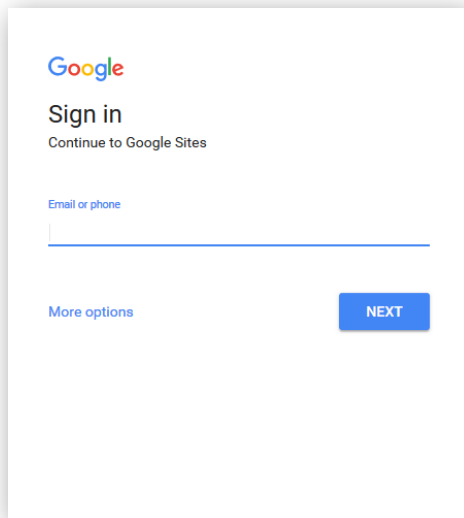 Google
Sign in
Continue to Google Sites
Email or phone
More options
NEXT